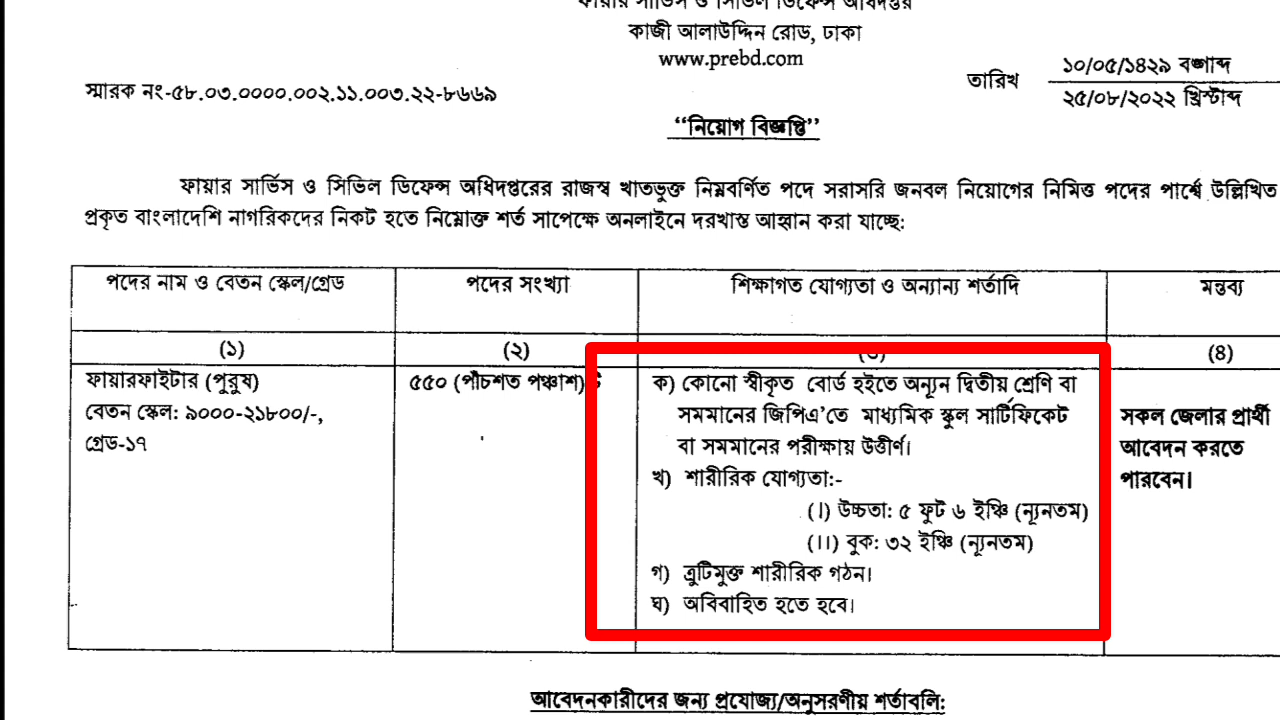 ফায়ার সার্ভিস ও সিভিল ডিফেন্স অধিদপ্তর
কাজী আলাউদ্দিন রোড, ঢাকা
www.prebd.com
স্মারক নং-৫৮.০৩.০০০০.০০২.১১.০০৩.২২-৮৬৬৯
তারিখ
১০/০৫/১৪২৯ বঙ্গাব্দ
২৫/০৮/২০২২ খ্রিস্টাব্দ
“নিয়োগ বিজ্ঞপ্তি”
ফায়ার সার্ভিস ও সিভিল ডিফেন্স অধিদপ্তরের রাজস্ব খাতভুক্ত নিম্নবর্ণিত পদে সরাসরি জনবল নিয়োগের নিমিত্ত পদের পার্শ্বে উল্লিখিত
প্রকৃত বাংলাদেশি নাগরিকদের নিকট হতে নিম্নোক্ত শর্ত সাপেক্ষে অনলাইনে দরখাস্ত আহ্বান করা যাচ্ছে:
পদের নাম ও বেতন স্কেল/গ্রেড
পদের সংখ্যা
শিক্ষাগত যোগ্যতা ও অন্যান্য শর্তাদি
মন্তব্য
(১)
(২)
(৪)
ফায়ারফাইটার (পুরুষ)
বেতন স্কেল: ৯০০০-২১৮০০/-,
গ্রেড-১৭
৫৫০ (পাঁচশত পঞ্চাশ)
ক) কোনো স্বীকৃত বোর্ড হইতে অন্যূন দ্বিতীয় শ্রেণি বা
সমমানের জিপিএ’তে মাধ্যমিক স্কুল সার্টিফিকেট
বা সমমানের পরীক্ষায় উত্তীর্ণ।
খ) শারীরিক যোগ্যতা:-
(I) উচ্চতা: ৫ ফুট ৬ ইঞ্চি (ন্যূনতম)
(II) বুক: ৩২ ইঞ্চি (ন্যূনতম)
গ) ত্রুটিমুক্ত শারীরিক গঠন।
ঘ) অবিবাহিত হতে হবে।
সকল জেলার প্রার্থী
আবেদন করতে
পারবেন।
আবেদনকারীদের জন্য প্রযোজ্য/অনুসরণীয় শর্তাবলি: